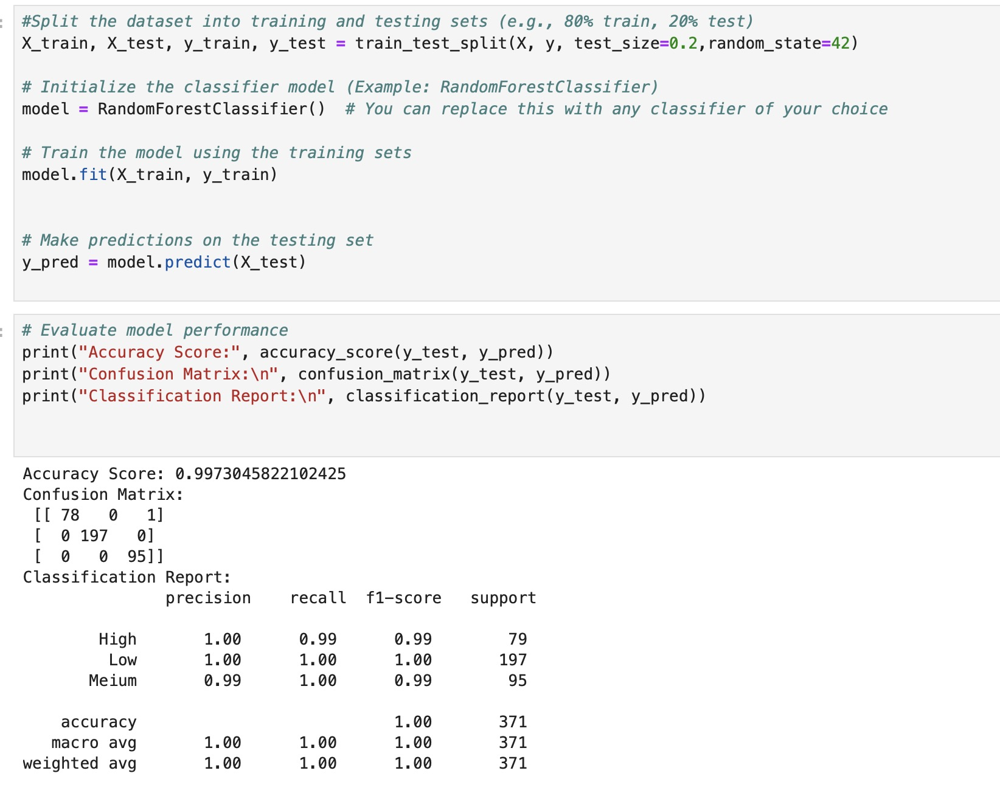 #Split the dataset into training and testing sets (e.g., 80% train, 20% test)
X_train, X_test, y_train, y_test = train_test_split(X, y, test_size=0.2,random_state=42)
# Initialize the classifier model (Example: RandomForestClassifier)
model = RandomForestClassifier()  # You can replace this with any classifier of your choice
# Train the model using the training sets
model.fit(X_train, y_train)
# Make predictions on the testing set
y_pred = model.predict(X_test)
# Evaluate model performance
print("Accuracy Score:", accuracy_score(y_test, y_pred))
print("Confusion Matrix:\n", confusion_matrix(y_test, y_pred))
print("Classification Report:\n", classification_report(y_test, y_pred))
Accuracy Score: 0.9973045822102425
Confusion Matrix:
 [[ 78   0   1]
 [  0 197   0]
 [  0   0  95]]
Classification Report:
               precision    recall  f1-score   support
        High       1.00      0.99      0.99        79
         Low       1.00      1.00      1.00       197
       Meium       0.99      1.00      0.99        95
    accuracy                           1.00       371
   macro avg       1.00      1.00      1.00       371
weighted avg       1.00      1.00      1.00       371